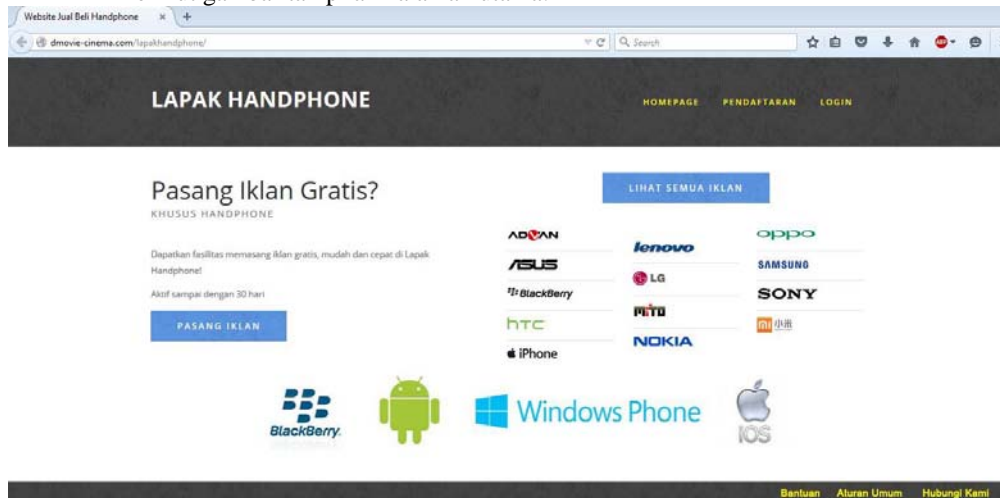 Website Jual Beli Handphone
dmovie-cinema.com/lapakhandphone/
Search
LAPAK HANDPHONE
HOMEPAGE PENDAFTARAN LOGIN
Pasang Iklan Gratis?
KHUSUS HANDPHONE
Dapatkan fasilitas memasang iklan gratis, mudah dan cepat di Lapak
Handphone!
Aktif sampai dengan 30 hari
PASANG IKLAN
LIHAT SEMUA IKLAN
ADVAN
ASUS
BlackBerry
hTC
iPhone
lenovo
LG
MITO
NOKIA
oppo
SAMSUNG
SONY
mi 小米
BlackBerry.
Windows Phone
iOS
Bantuan Aturan Umum Hubungi Kami